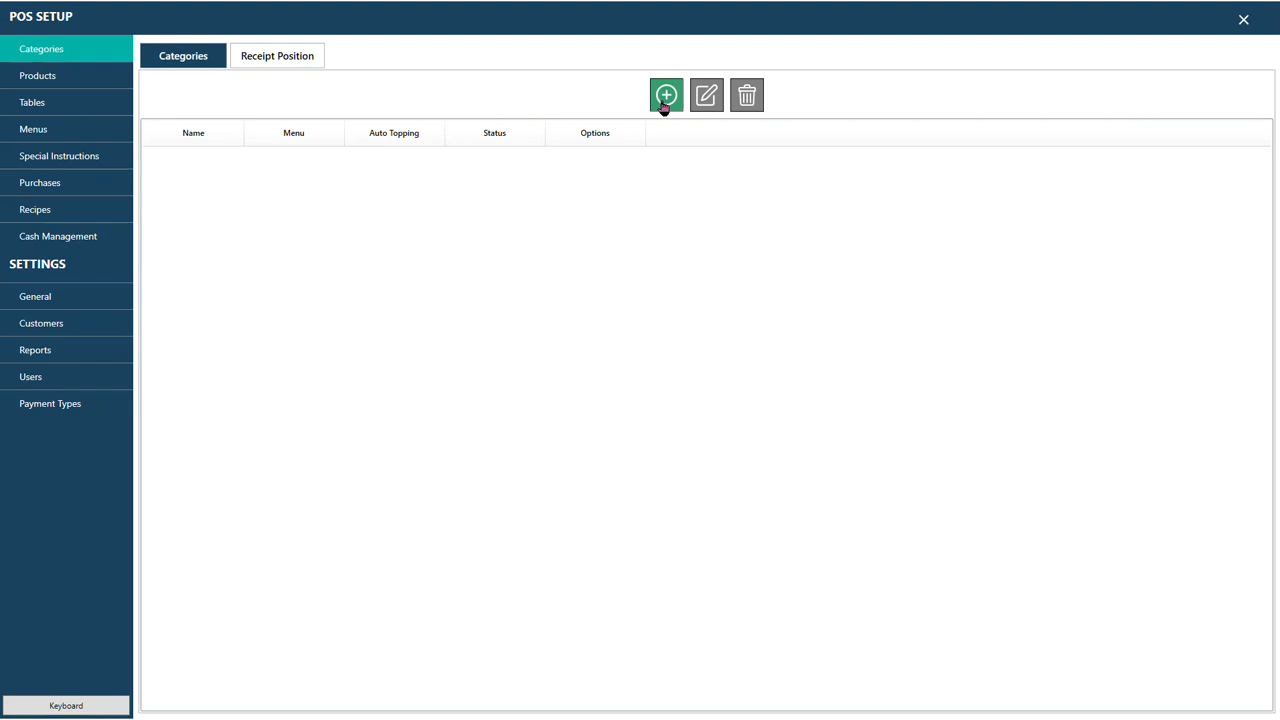 POS SETUP
Categories
Products
Tables
Menus
Special Instructions
Purchases
Recipes
Cash Management
SETTINGS
General
Customers
Reports
Users
Payment Types
Keyboard
Categories Receipt Position
Name Menu Auto Topping Status Options